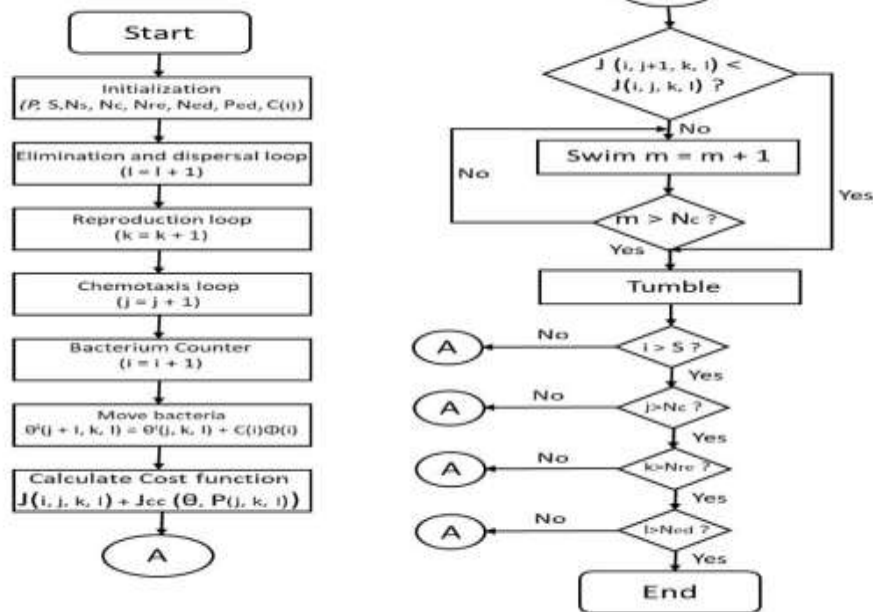 Start
Initialization
(P, S,Ns, Nc, Nre, Ned, Ped, C(i))
Elimination and dispersal loop
(l = l + 1)
Reproduction loop
(k = k + 1)
Chemotaxis loop
(j = j + 1)
Bacterium Counter
(i = i + 1)
Move bacteria
θⁱ(j + l, k, l) = θⁱ(j, k, l) + C(i)Φ(i)
Calculate Cost function
J(i, j, k, l) + Jcc (θ, P(j, k, l))
A
J (i, j+1, k, l) <
J(i, j, k, l) ?
No
Swim m = m + 1
No
Yes
m > Nc ?
Yes
Tumble
A
No
i > S ?
Yes
A
No
j>Nc ?
Yes
A
No
k>Nre ?
Yes
A
No
l>Ned ?
Yes
End